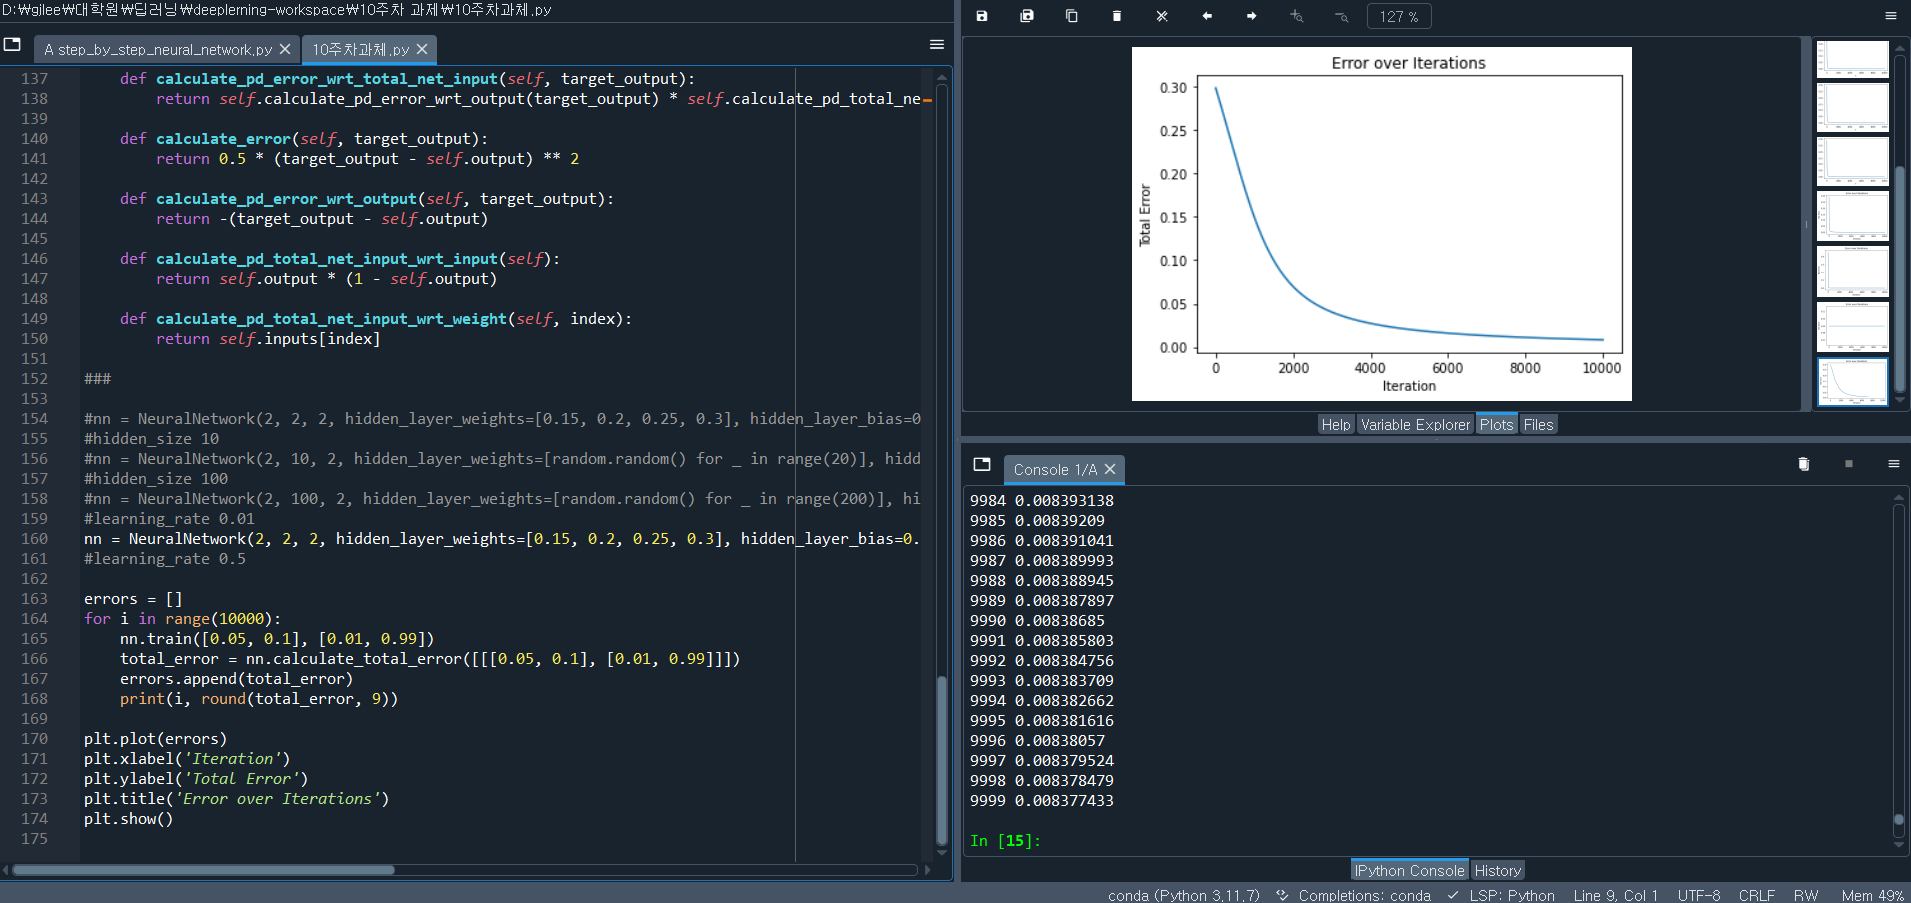 D:₩gilee₩대학원₩딥러닝₩deeplerning-workspace₩10주차 과제₩10주차과체.py
A step_by_step_neural_network.py
10주차과체.py
137 def calculate_pd_error_wrt_total_net_input(self, target_output):
138 return self.calculate_pd_error_wrt_output(target_output) * self.calculate_pd_total_ne
139
140 def calculate_error(self, target_output):
141 return 0.5 * (target_output - self.output) ** 2
142
143 def calculate_pd_error_wrt_output(self, target_output):
144 return -(target_output - self.output)
145
146 def calculate_pd_total_net_input_wrt_input(self):
147 return self.output * (1 - self.output)
148
149 def calculate_pd_total_net_input_wrt_weight(self, index):
150 return self.inputs[index]
151
152 ###
153
154 #nn = NeuralNetwork(2, 2, 2, hidden_layer_weights=[0.15, 0.2, 0.25, 0.3], hidden_layer_bias=0
155 #hidden_size 10
156 #nn = NeuralNetwork(2, 10, 2, hidden_layer_weights=[random.random() for _ in range(20)], hidd
157 #hidden_size 100
158 #nn = NeuralNetwork(2, 100, 2, hidden_layer_weights=[random.random() for _ in range(200)], hi
159 #learning_rate 0.01
160 nn = NeuralNetwork(2, 2, 2, hidden_layer_weights=[0.15, 0.2, 0.25, 0.3], hidden_layer_bias=0.
161 #learning_rate 0.5
162
163 errors = []
164 for i in range(10000):
165 nn.train([0.05, 0.1], [0.01, 0.99])
166 total_error = nn.calculate_total_error([[[0.05, 0.1], [0.01, 0.99]]])
167 errors.append(total_error)
168 print(i, round(total_error, 9))
169
170 plt.plot(errors)
171 plt.xlabel('Iteration')
172 plt.ylabel('Total Error')
173 plt.title('Error over Iterations')
174 plt.show()
175
127 %
Error over Iterations
0.30
0.25
0.20
0.15
0.10
0.05
0.00
Total Error
0 2000 4000 6000 8000 10000
Iteration
Help Variable Explorer Plots Files
Console 1/A
9984 0.008393138
9985 0.00839209
9986 0.008391041
9987 0.008389993
9988 0.008388945
9989 0.008387897
9990 0.00838685
9991 0.008385803
9992 0.008384756
9993 0.008383709
9994 0.008382662
9995 0.008381616
9996 0.00838057
9997 0.008379524
9998 0.008378479
9999 0.008377433
In [15]:
IPython Console History
conda (Python 3.11.7) Completions: conda LSP: Python Line 9, Col 1 UTF-8 CRLF RW Mem 49%